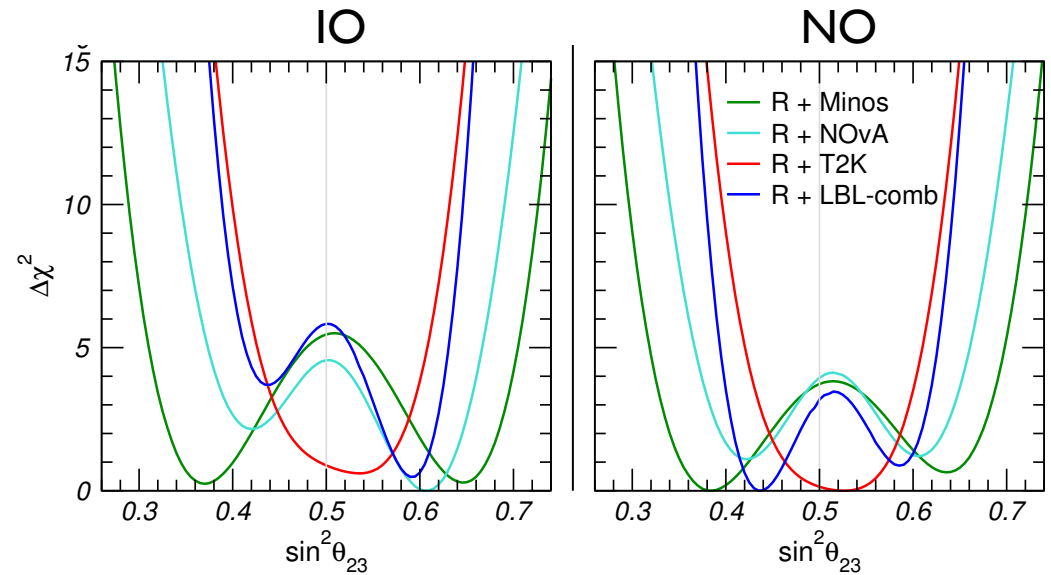 IO NO
15
10
5
0
Δχ²
R + Minos
R + NOvA
R + T2K
R + LBL-comb
0.3 0.4 0.5 0.6 0.7 0.3 0.4 0.5 0.6 0.7
sin²θ₂₃ sin²θ₂₃